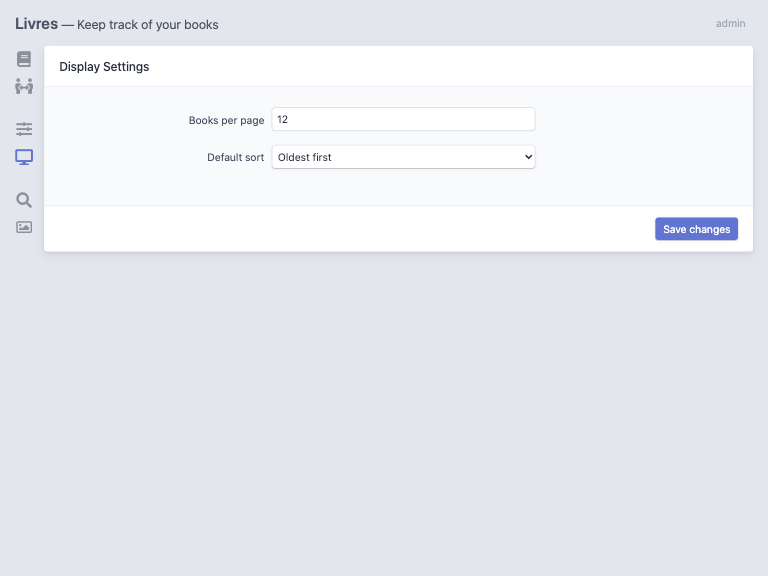 Livres — Keep track of your books
admin
Display Settings
Books per page 12
Default sort Oldest first
Save changes